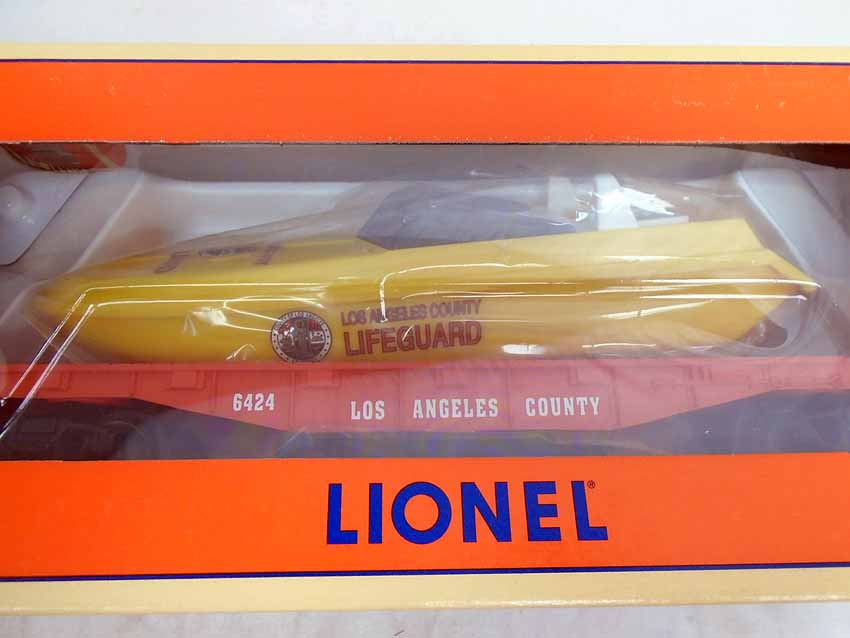 LOS ANGELES COUNTY
LIFEGUARD
6424 LOS ANGELES COUNTY
LIONEL®